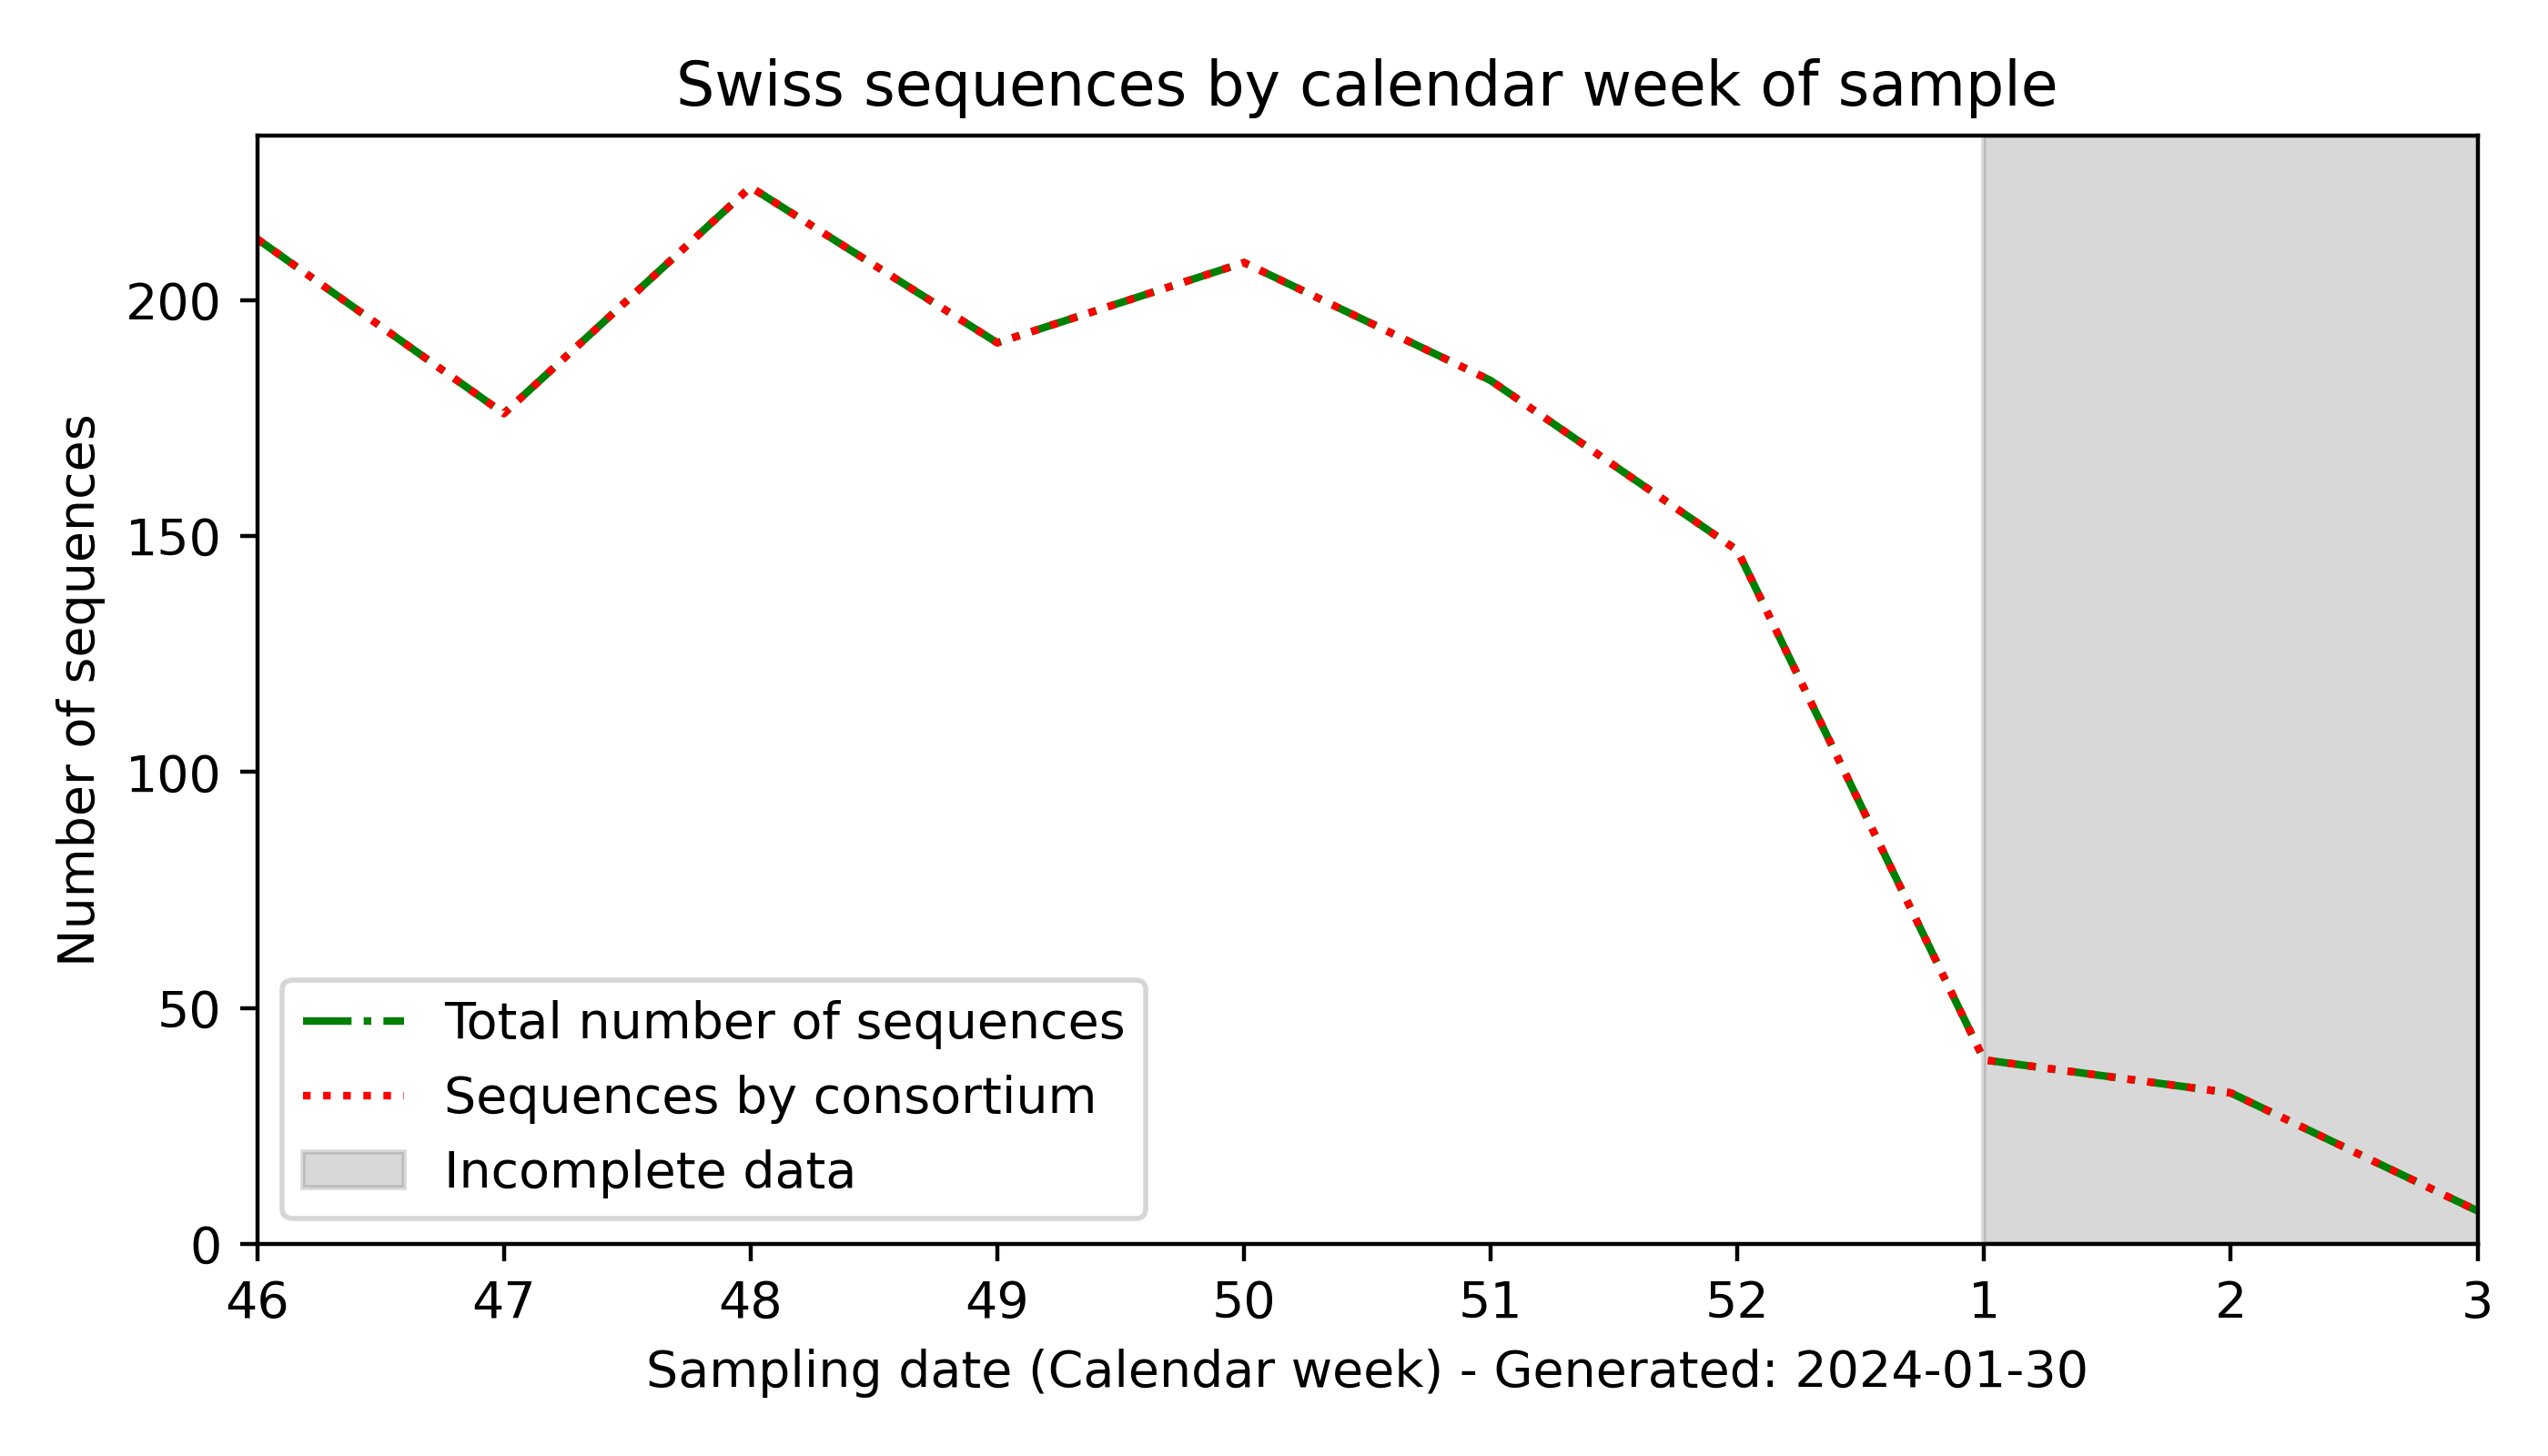 Swiss sequences by calendar week of sample
Number of sequences
200
150
100
50
0
Total number of sequences
Sequences by consortium
Incomplete data
46 47 48 49 50 51 52 1 2 3
Sampling date (Calendar week) - Generated: 2024-01-30